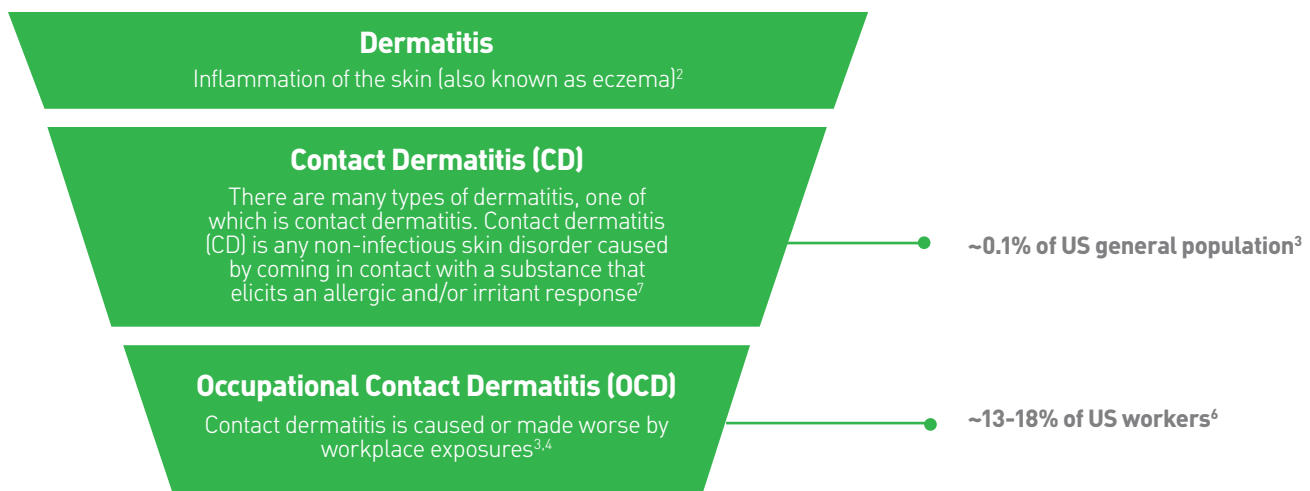 Dermatitis
Inflammation of the skin (also known as eczema)2
Contact Dermatitis (CD)
There are many types of dermatitis, one of
which is contact dermatitis. Contact dermatitis
(CD) is any non-infectious skin disorder caused
by coming in contact with a substance that
elicits an allergic and/or irritant response7
~0.1% of US general population3
Occupational Contact Dermatitis (OCD)
Contact dermatitis is caused or made worse by
workplace exposures3,4
~13-18% of US workers6